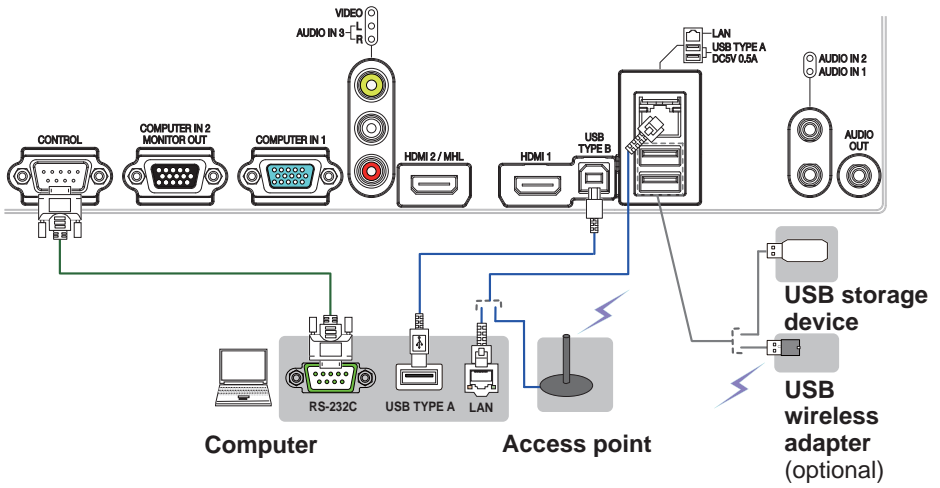 VIDEO
AUDIO IN 3
L
R
LAN
USB TYPE A
DC5V 0.5A
AUDIO IN 2
AUDIO IN 1
CONTROL
COMPUTER IN 2
MONITOR OUT
COMPUTER IN 1
HDMI 2 / MHL
HDMI 1
USB
TYPE B
AUDIO
OUT
RS-232C
USB TYPE A
LAN
Computer
Access point
USB storage
device
USB
wireless
adapter
(optional)